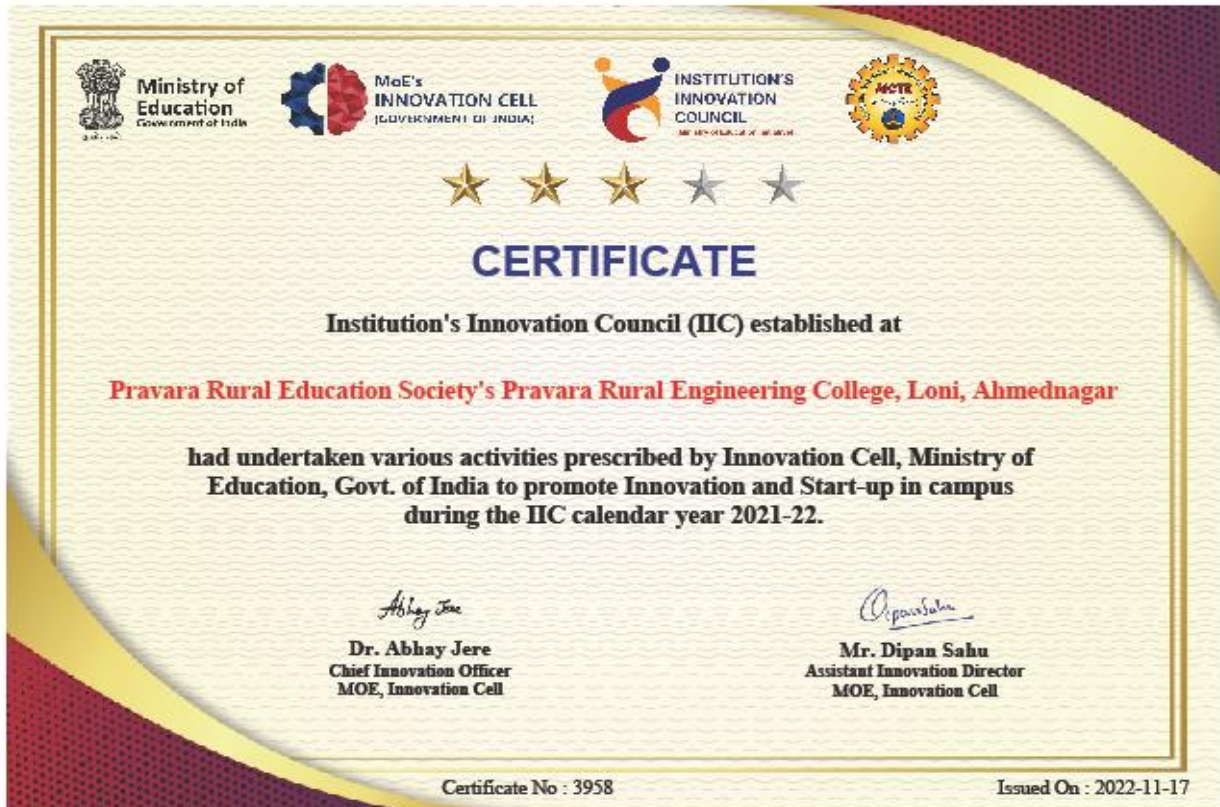 Ministry of
Education
Government of India
MoE's
INNOVATION CELL
(GOVERNMENT OF INDIA)
INSTITUTION'S
INNOVATION
COUNCIL
AICTE
CERTIFICATE
Institution's Innovation Council (IIC) established at
Pravara Rural Education Society's Pravara Rural Engineering College, Loni, Ahmednagar
had undertaken various activities prescribed by Innovation Cell, Ministry of
Education, Govt. of India to promote Innovation and Start-up in campus
during the IIC calendar year 2021-22.
Abhay Jere
Dipan Sahu
Dr. Abhay Jere
Chief Innovation Officer
MOE, Innovation Cell
Mr. Dipan Sahu
Assistant Innovation Director
MOE, Innovation Cell
Certificate No : 3958
Issued On : 2022-11-17